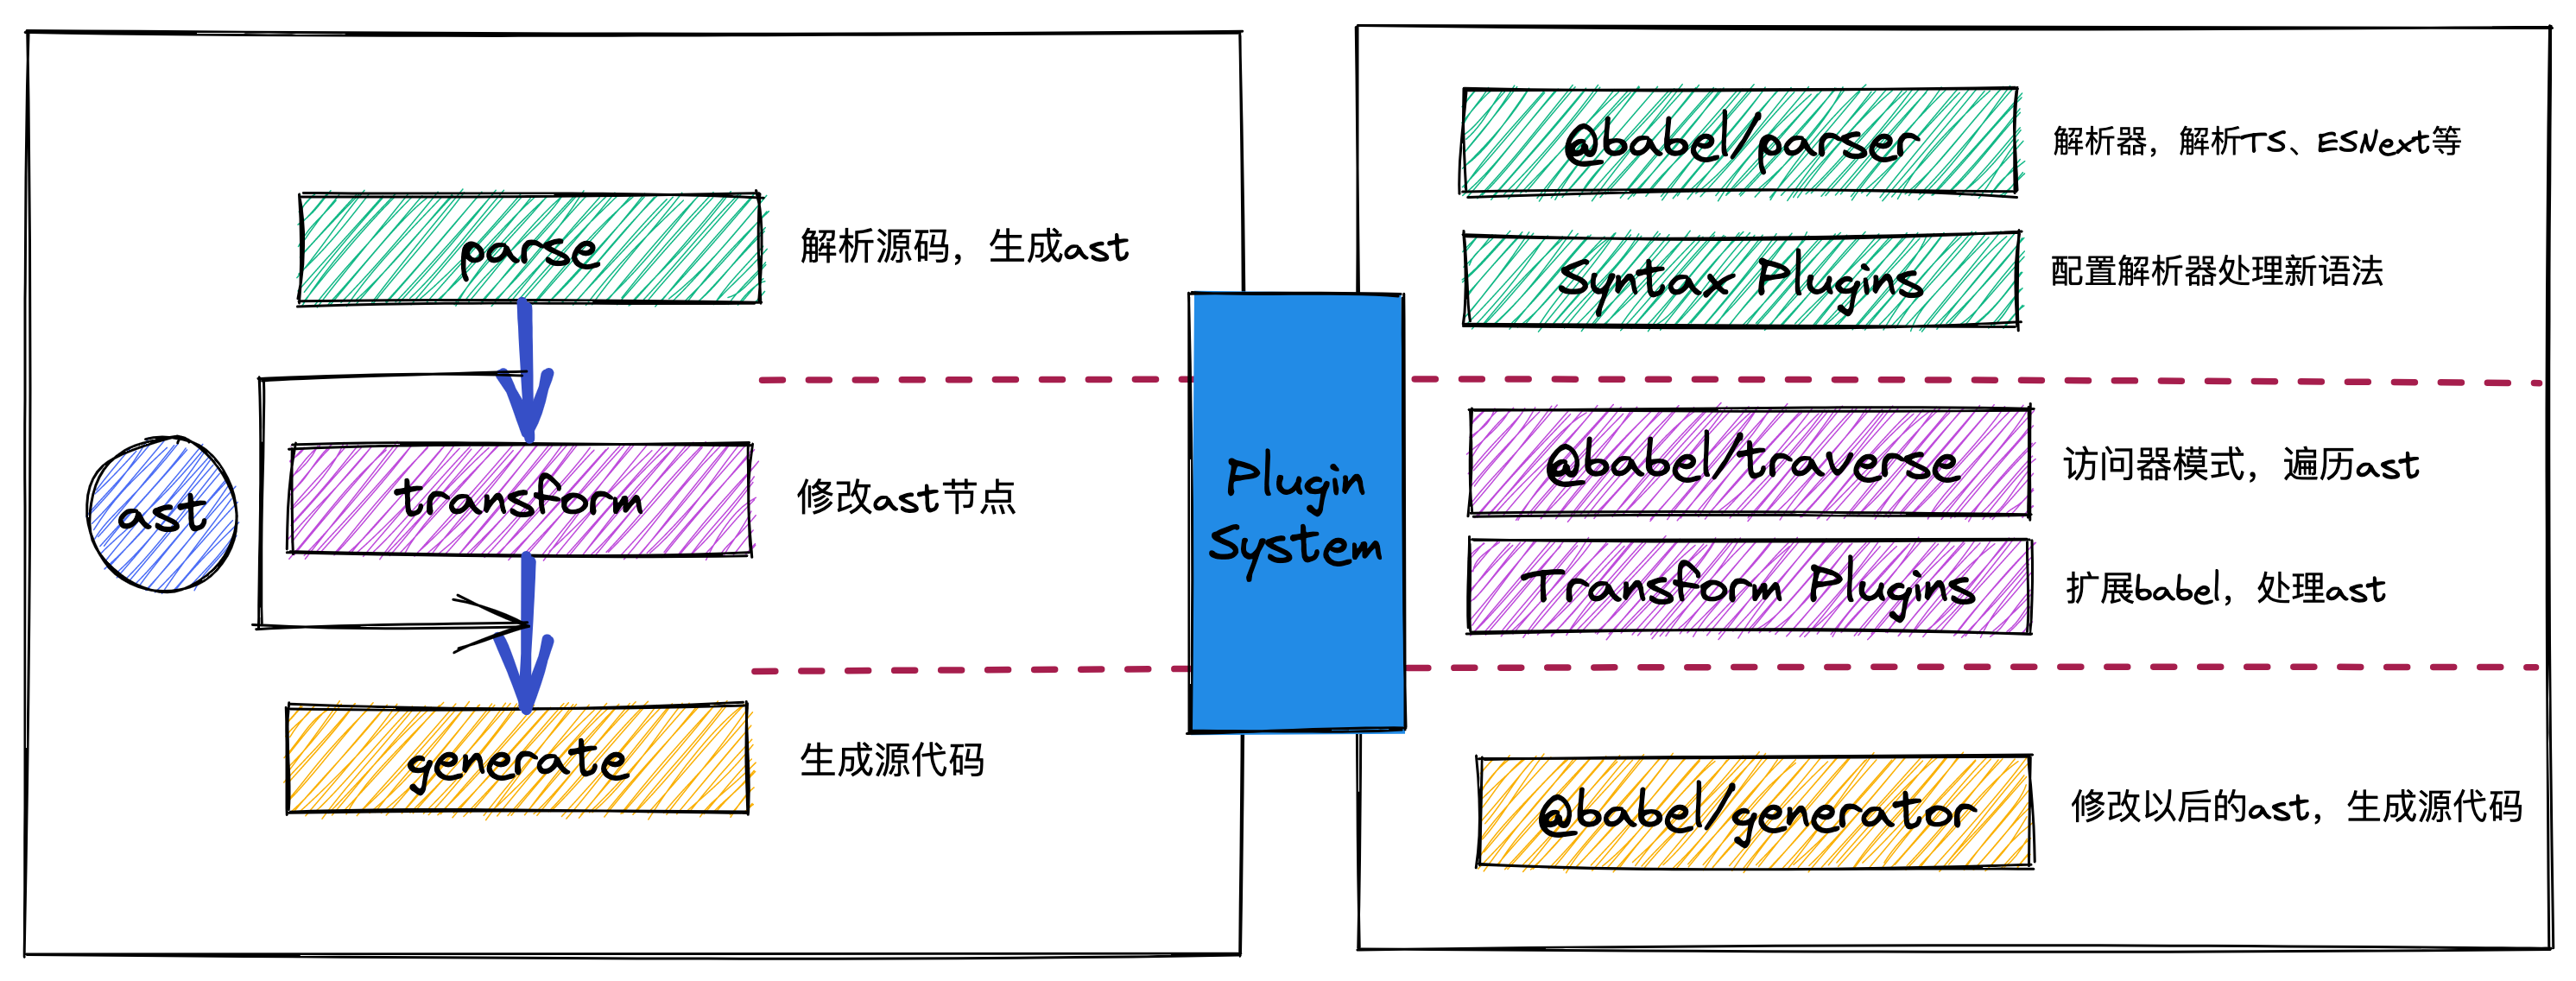 parse
解析源码，生成ast
ast
transform
修改ast节点
generate
生成源代码
Plugin
System
@babel/parser
解析器，解析TS、ESNext等
Syntax Plugins
配置解析器处理新语法
@babel/traverse
访问器模式，遍历ast
Transform Plugins
扩展babel，处理ast
@babel/generator
修改以后的ast，生成源代码